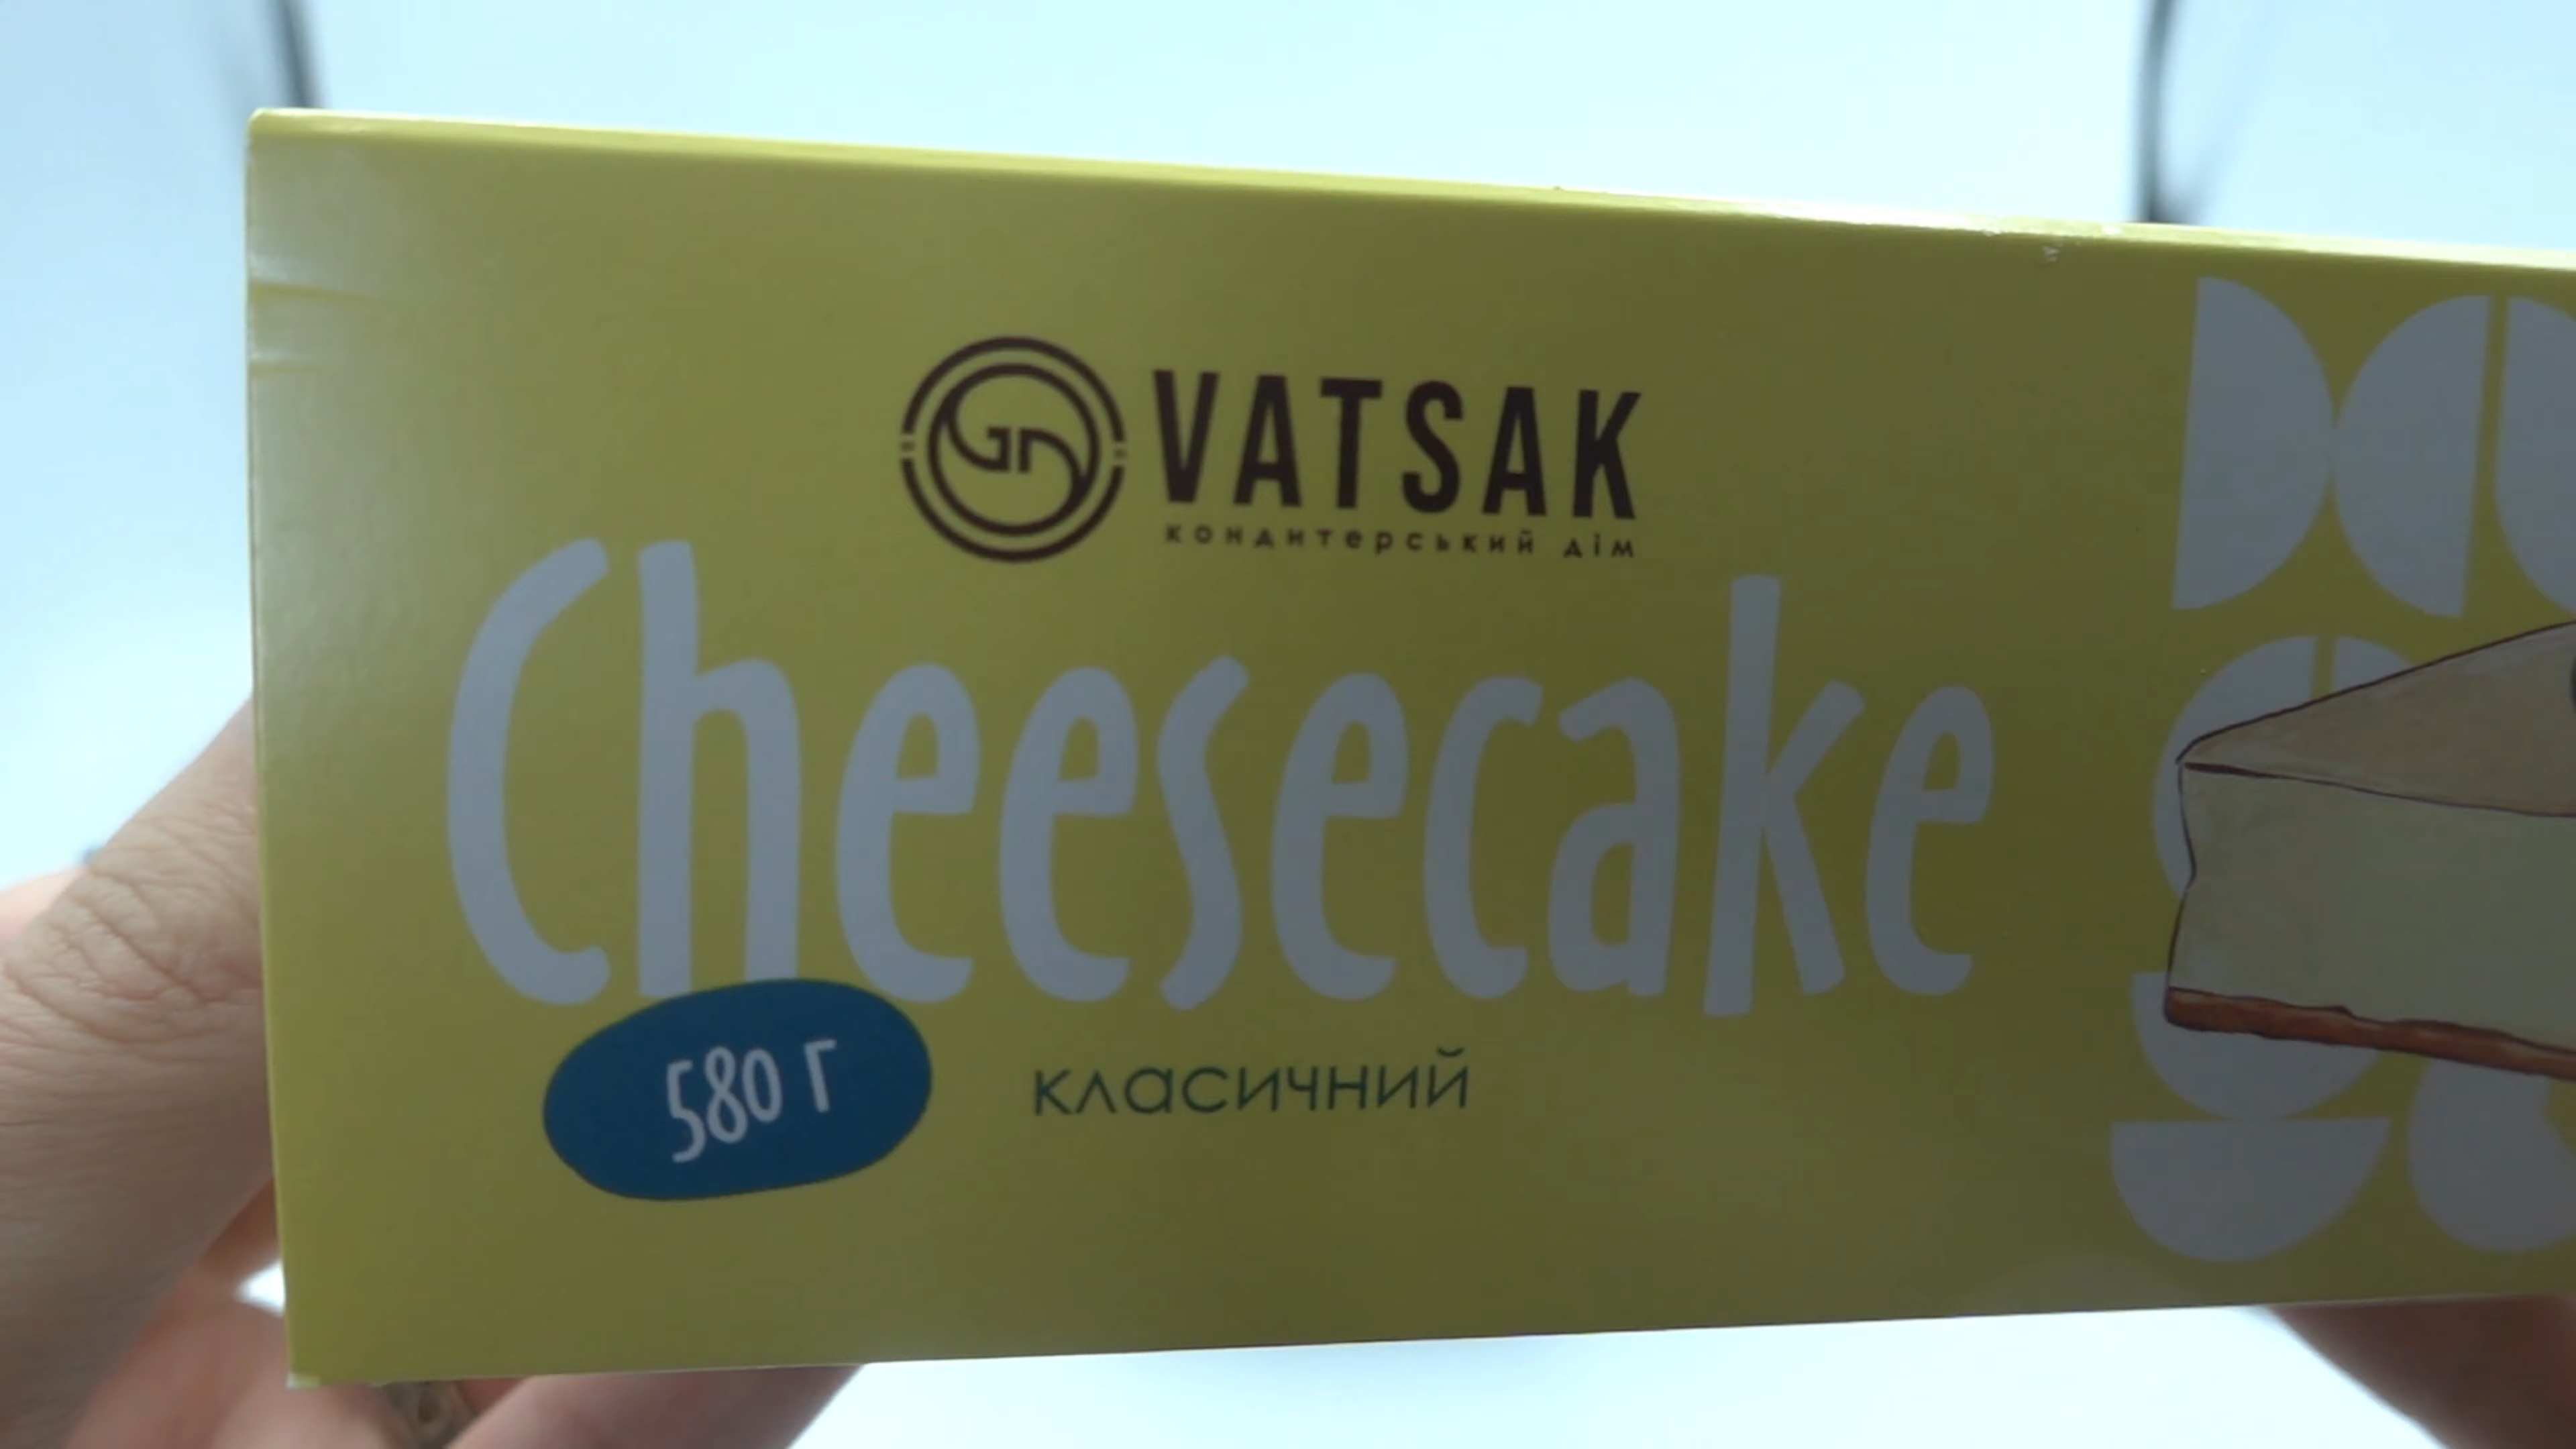 VATSAK
кондитерський дім
Cheesecake
580 г
класичний